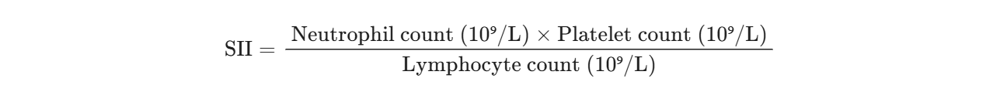 SII = Neutrophil count (10⁹/L) × Platelet count (10⁹/L)
Lymphocyte count (10⁹/L)